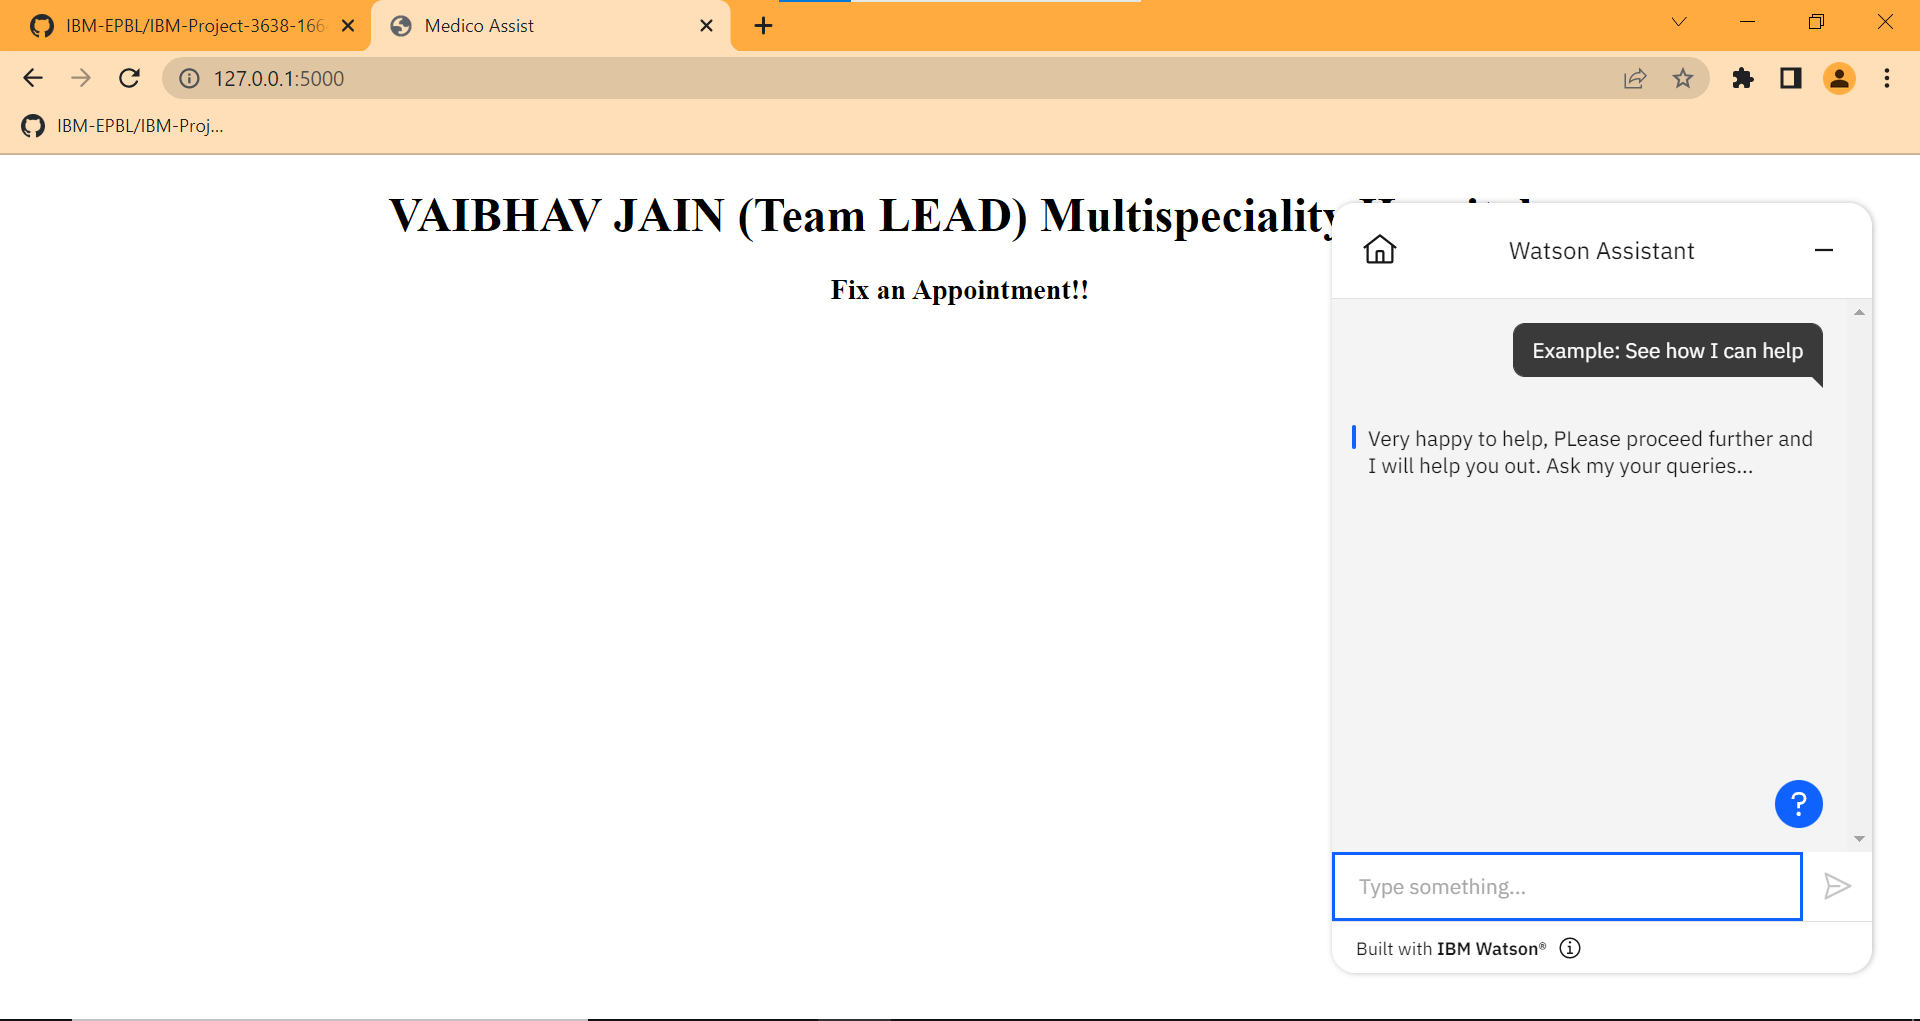 IBM-EPBL/IBM-Project-3638-166
Medico Assist
127.0.0.1:5000
IBM-EPBL/IBM-Proj...
VAIBHAV JAIN (Team LEAD) Multispeciality
Fix an Appointment!!
Watson Assistant
Example: See how I can help
Very happy to help, PLease proceed further and
I will help you out. Ask my your queries...
?
Type something...
Built with IBM Watson®